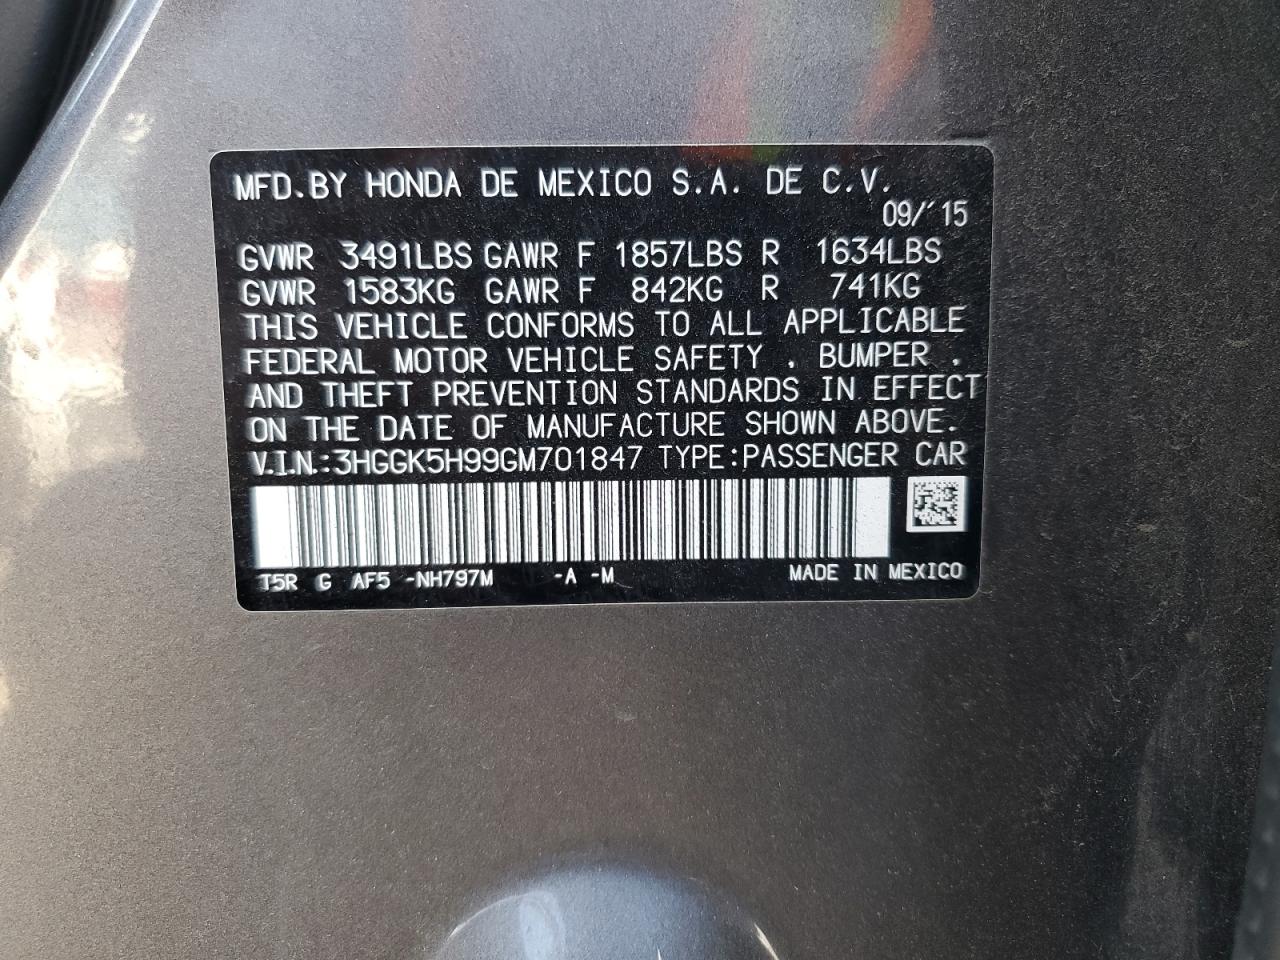 MFD.BY HONDA DE MEXICO S.A. DE C.V.
09/'15
GVWR 3491LBS GAWR F 1857LBS R 1634LBS
GVWR 1583KG GAWR F 842KG R 741KG
THIS VEHICLE CONFORMS TO ALL APPLICABLE
FEDERAL MOTOR VEHICLE SAFETY , BUMPER ,
AND THEFT PREVENTION STANDARDS IN EFFECT
ON THE DATE OF MANUFACTURE SHOWN ABOVE.
V.I.N.:3HGGK5H99GM701847 TYPE:PASSENGER CAR
T5R G AF5 -NH797M -A -M MADE IN MEXICO